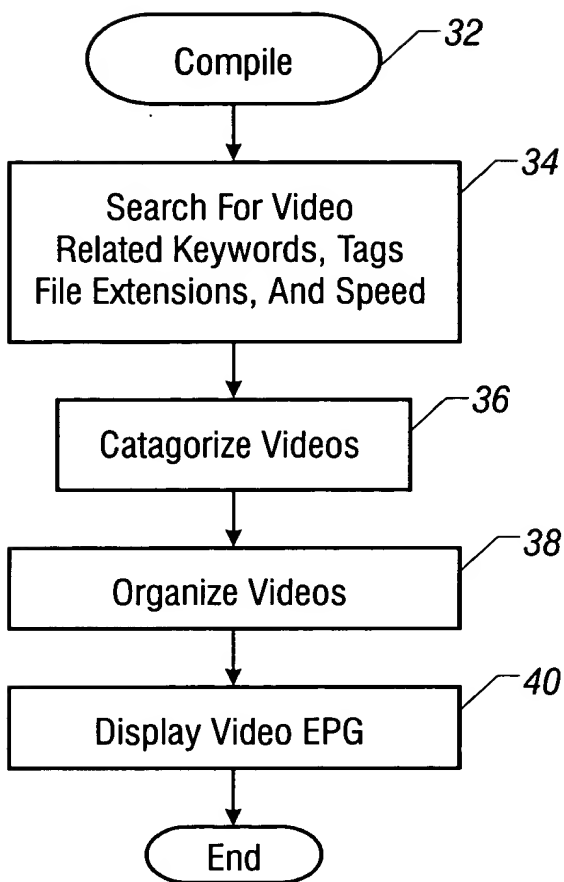 Compile
32
34
Search For Video
Related Keywords, Tags
File Extensions, And Speed
36
Catagorize Videos
38
Organize Videos
40
Display Video EPG
End